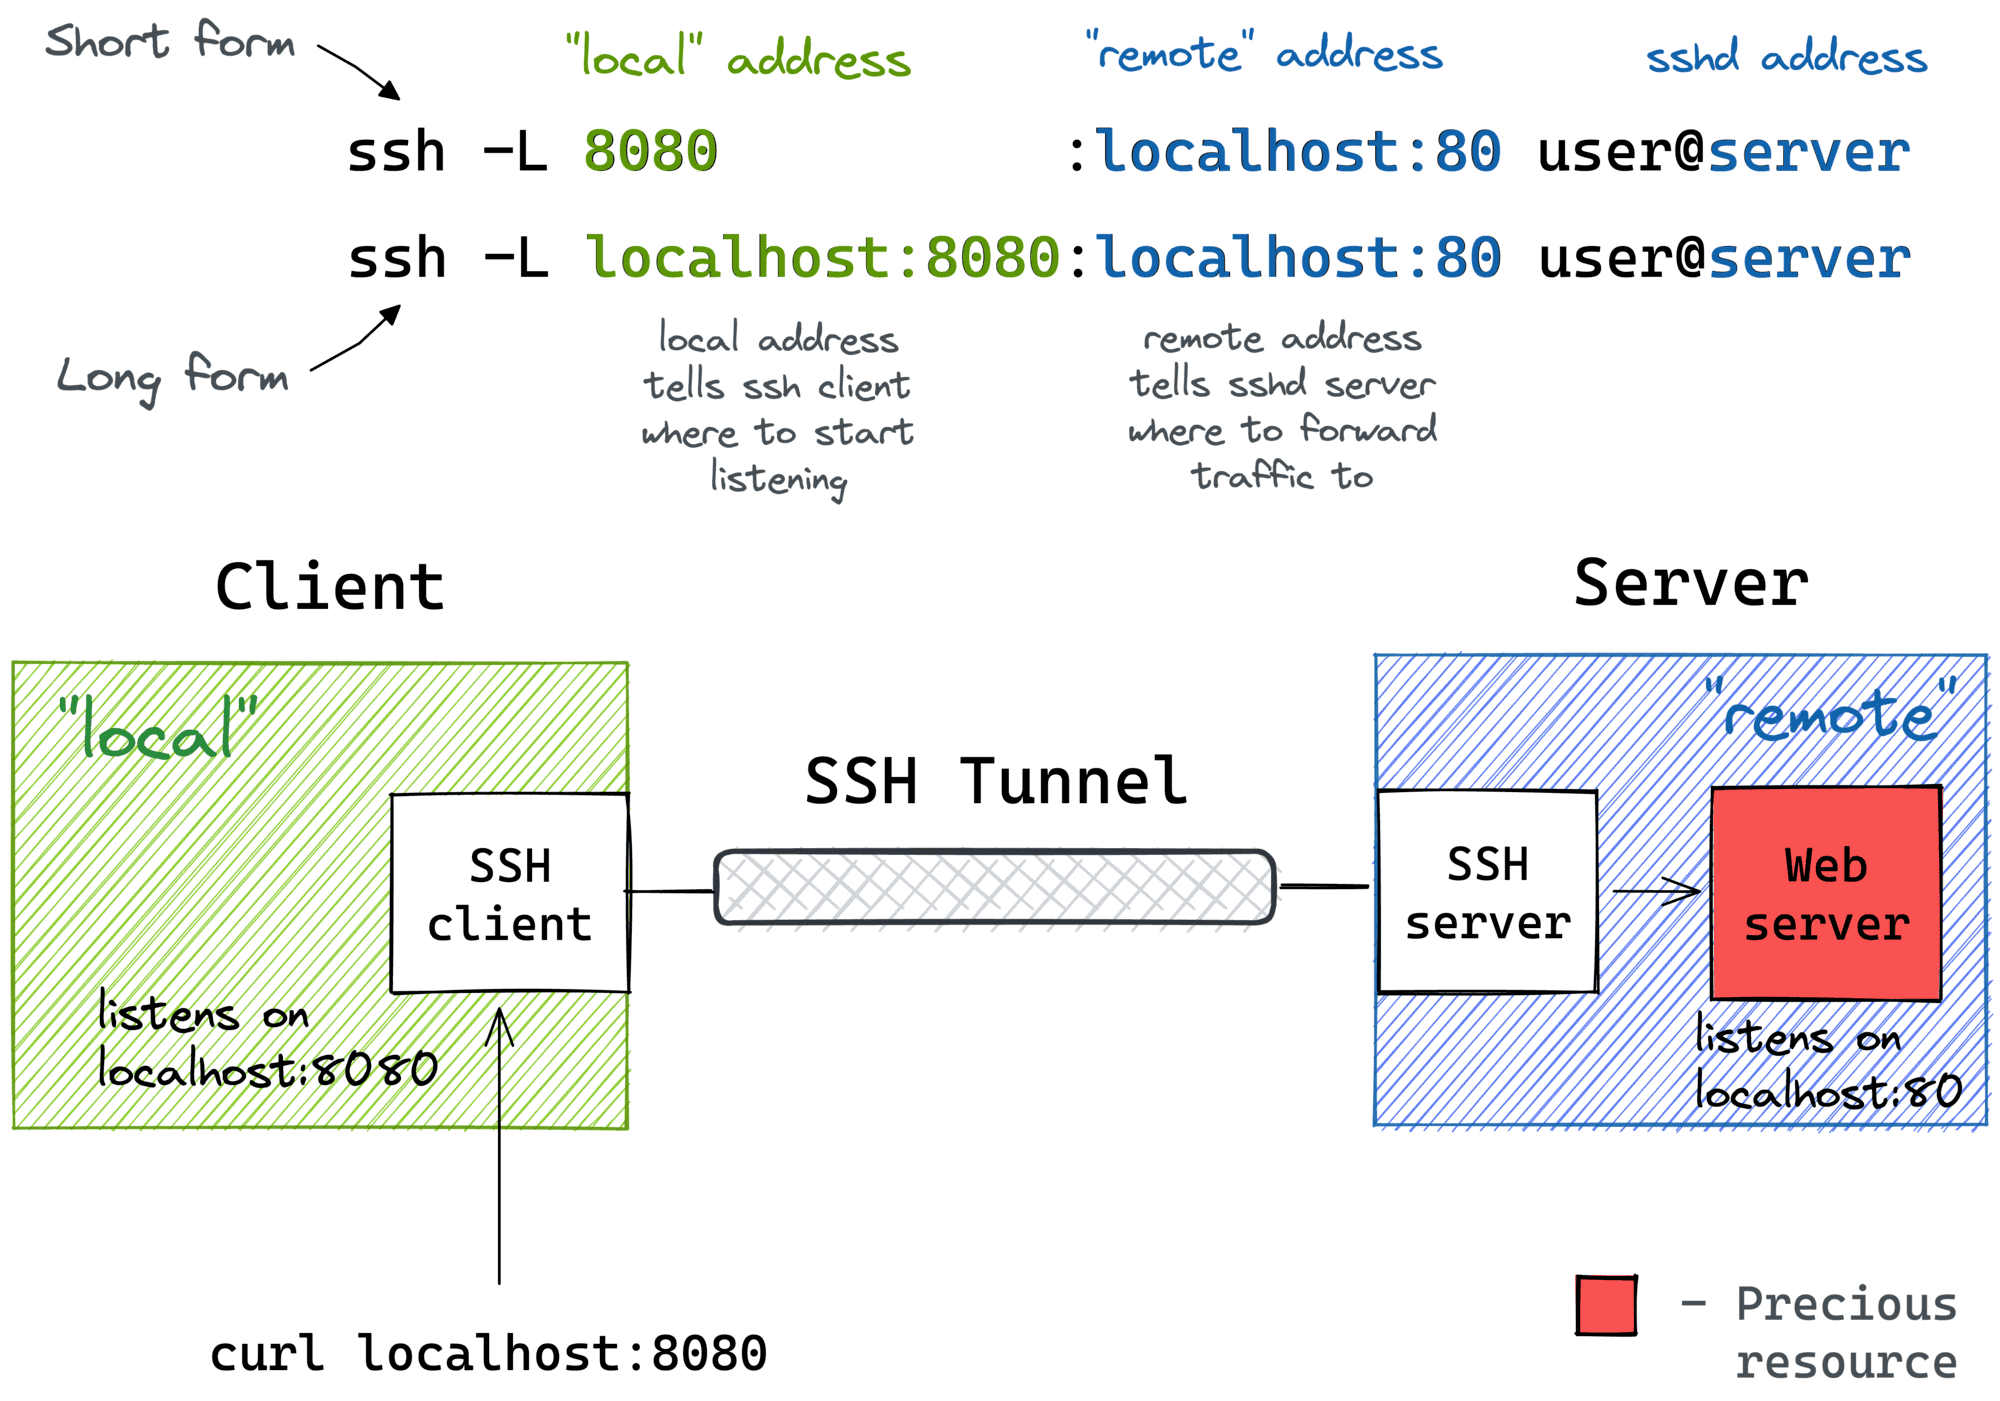 Short form
"local" address
"remote" address
sshd address
ssh -L 8080 :localhost:80 user@server
ssh -L localhost:8080:localhost:80 user@server
Long form
local address
tells ssh client
where to start
listening
remote address
tells sshd server
where to forward
traffic to
Client
Server
"local"
"remote"
SSH Tunnel
SSH
client
SSH
server
Web
server
listens on
localhost:8080
listens on
localhost:80
curl localhost:8080
- Precious
resource